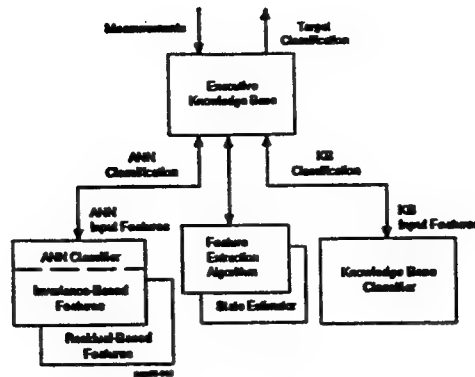 Measurements
Target
Classification
Executive
Knowledge Base
ANN
Classification
KB
Classification
ANN
Input Features
KB
Input Features
ANN Classifier
Invariance-Based
Features
Residual-Based
Features
Feature
Extraction
Algorithm
State Estimator
Knowledge Base
Classifier